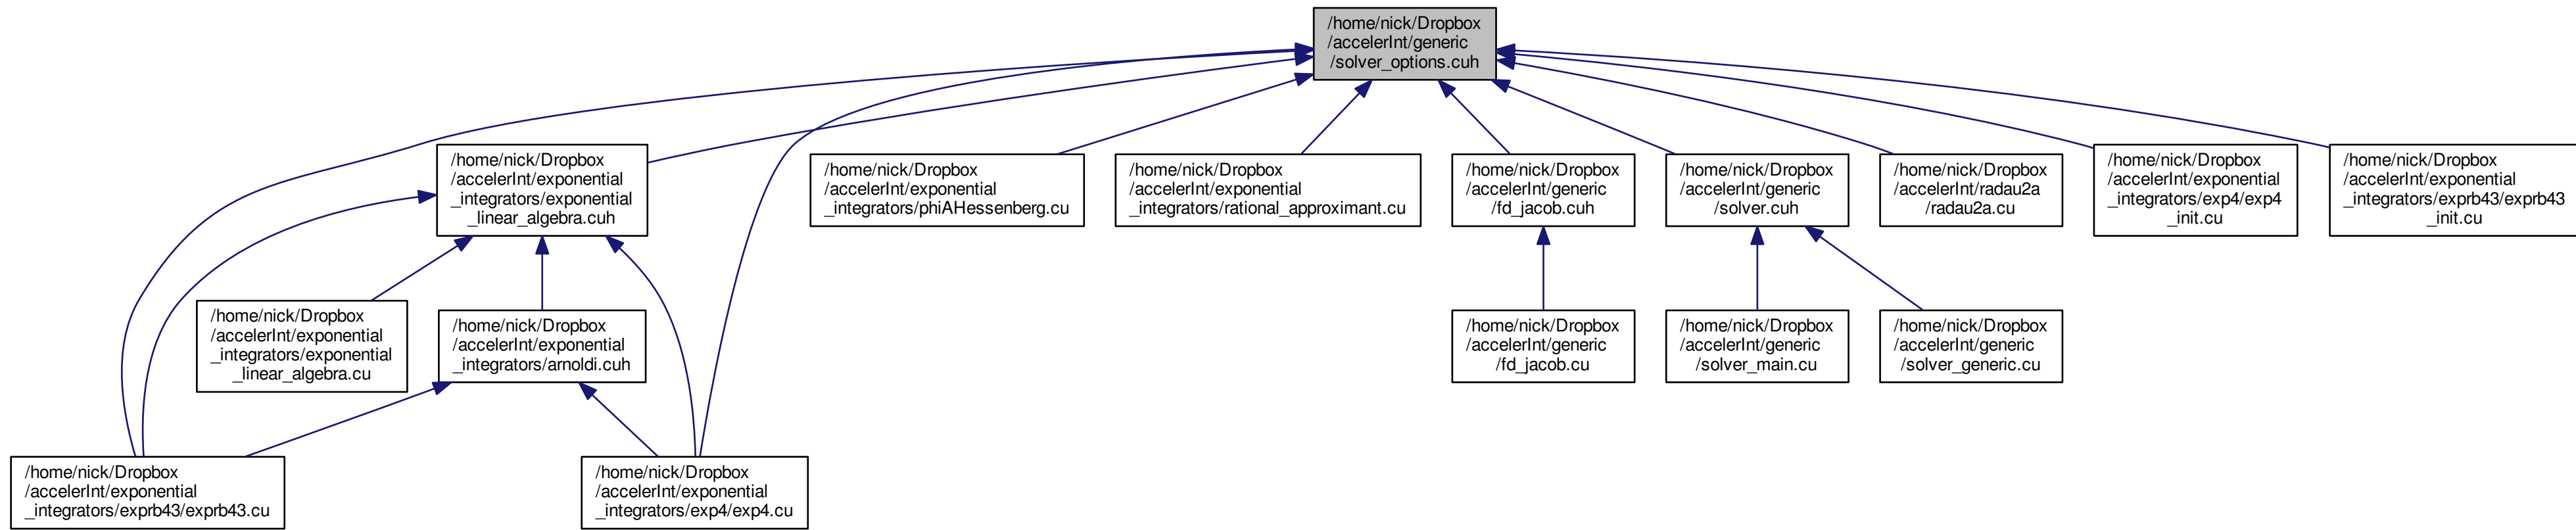 /home/nick/Dropbox
/accelerInt/generic
/solver_options.cuh
/home/nick/Dropbox
/accelerInt/exponential
_integrators/exponential
_linear_algebra.cuh
/home/nick/Dropbox
/accelerInt/exponential
_integrators/phiAHessenberg.cu
/home/nick/Dropbox
/accelerInt/exponential
_integrators/rational_approximant.cu
/home/nick/Dropbox
/accelerInt/generic
/fd_jacob.cuh
/home/nick/Dropbox
/accelerInt/generic
/solver.cuh
/home/nick/Dropbox
/accelerInt/radau2a
/radau2a.cu
/home/nick/Dropbox
/accelerInt/exponential
_integrators/exp4/exp4
_init.cu
/home/nick/Dropbox
/accelerInt/exponential
_integrators/exprb43/exprb43
_init.cu
/home/nick/Dropbox
/accelerInt/exponential
_integrators/exponential
_linear_algebra.cu
/home/nick/Dropbox
/accelerInt/exponential
_integrators/arnoldi.cuh
/home/nick/Dropbox
/accelerInt/generic
/fd_jacob.cu
/home/nick/Dropbox
/accelerInt/generic
/solver_main.cu
/home/nick/Dropbox
/accelerInt/generic
/solver_generic.cu
/home/nick/Dropbox
/accelerInt/exponential
_integrators/exprb43/exprb43.cu
/home/nick/Dropbox
/accelerInt/exponential
_integrators/exp4/exp4.cu